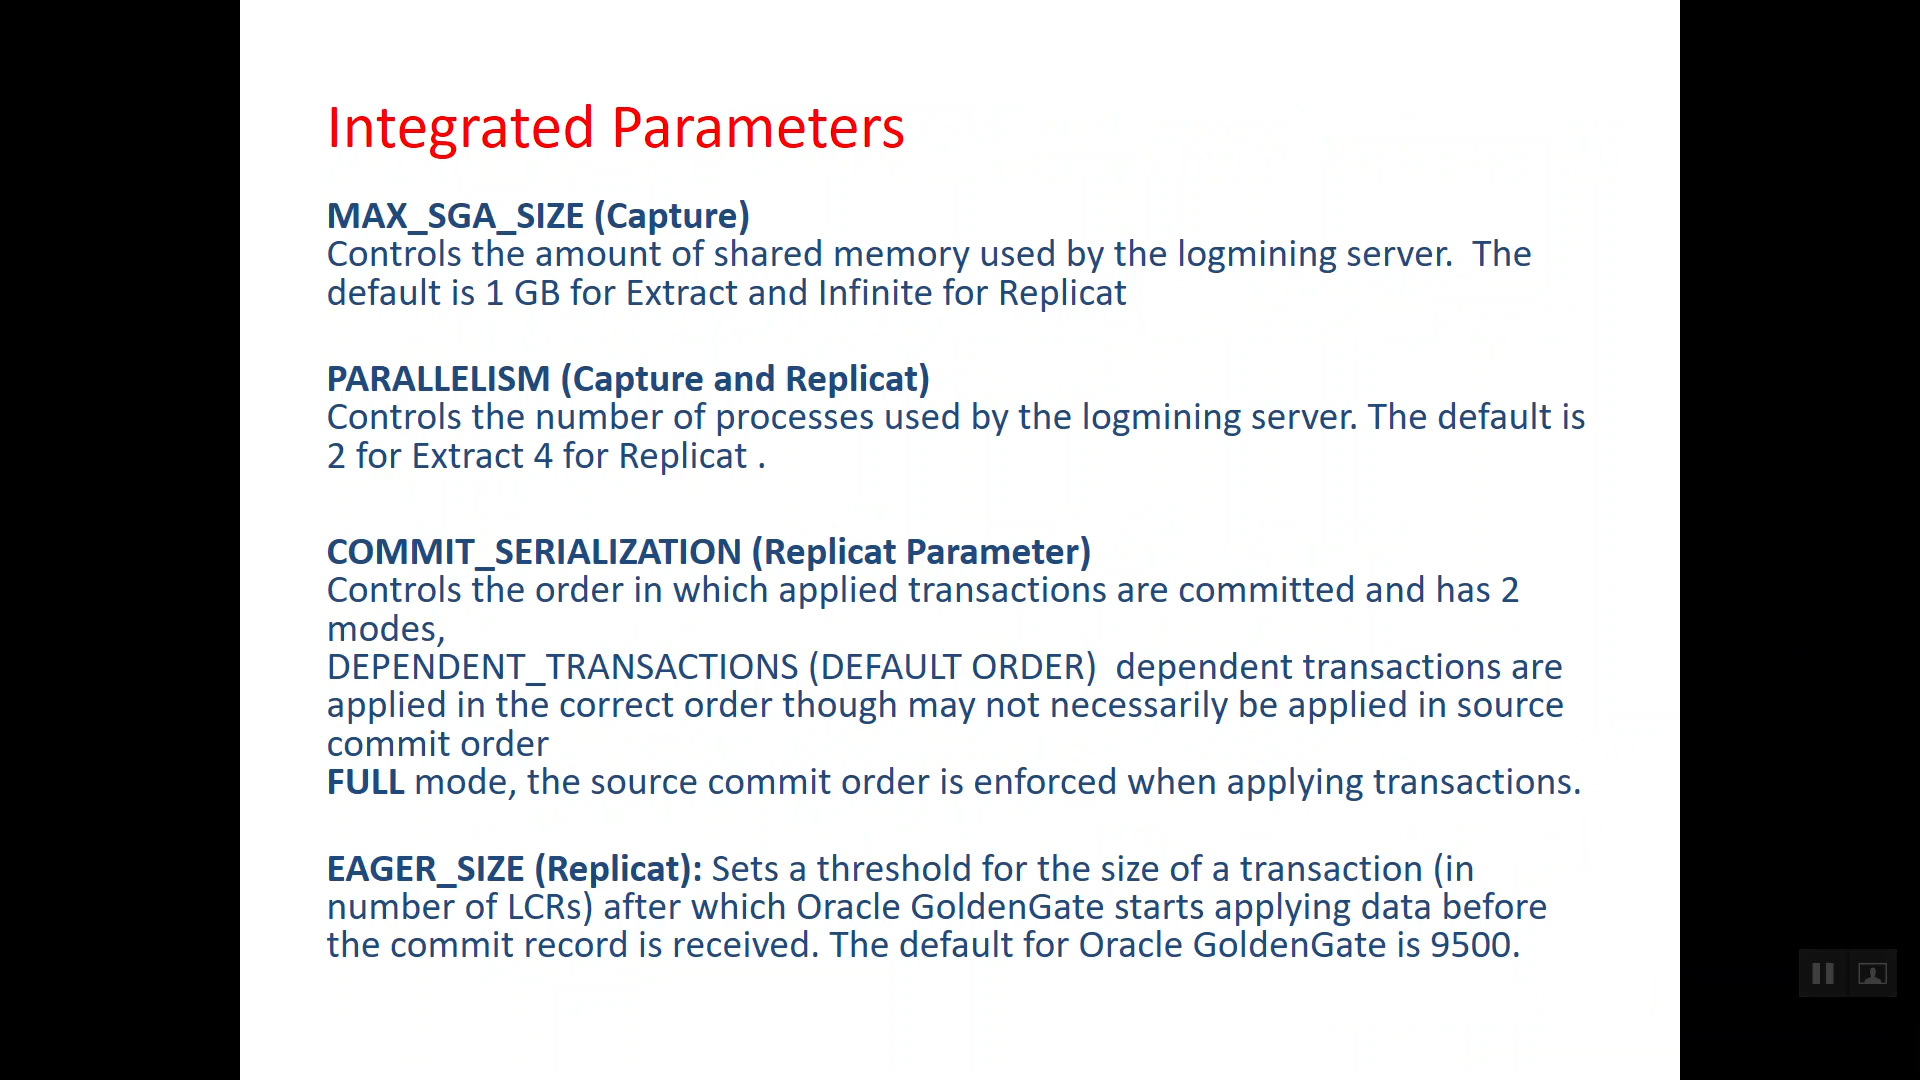 Integrated Parameters
MAX_SGA_SIZE (Capture)
Controls the amount of shared memory used by the logmining server.  The
default is 1 GB for Extract and Infinite for Replicat
PARALLELISM (Capture and Replicat)
Controls the number of processes used by the logmining server. The default is
2 for Extract 4 for Replicat .
COMMIT_SERIALIZATION (Replicat Parameter)
Controls the order in which applied transactions are committed and has 2
modes,
DEPENDENT_TRANSACTIONS (DEFAULT ORDER)  dependent transactions are
applied in the correct order though may not necessarily be applied in source
commit order
FULL mode, the source commit order is enforced when applying transactions.
EAGER_SIZE (Replicat): Sets a threshold for the size of a transaction (in
number of LCRs) after which Oracle GoldenGate starts applying data before
the commit record is received. The default for Oracle GoldenGate is 9500.